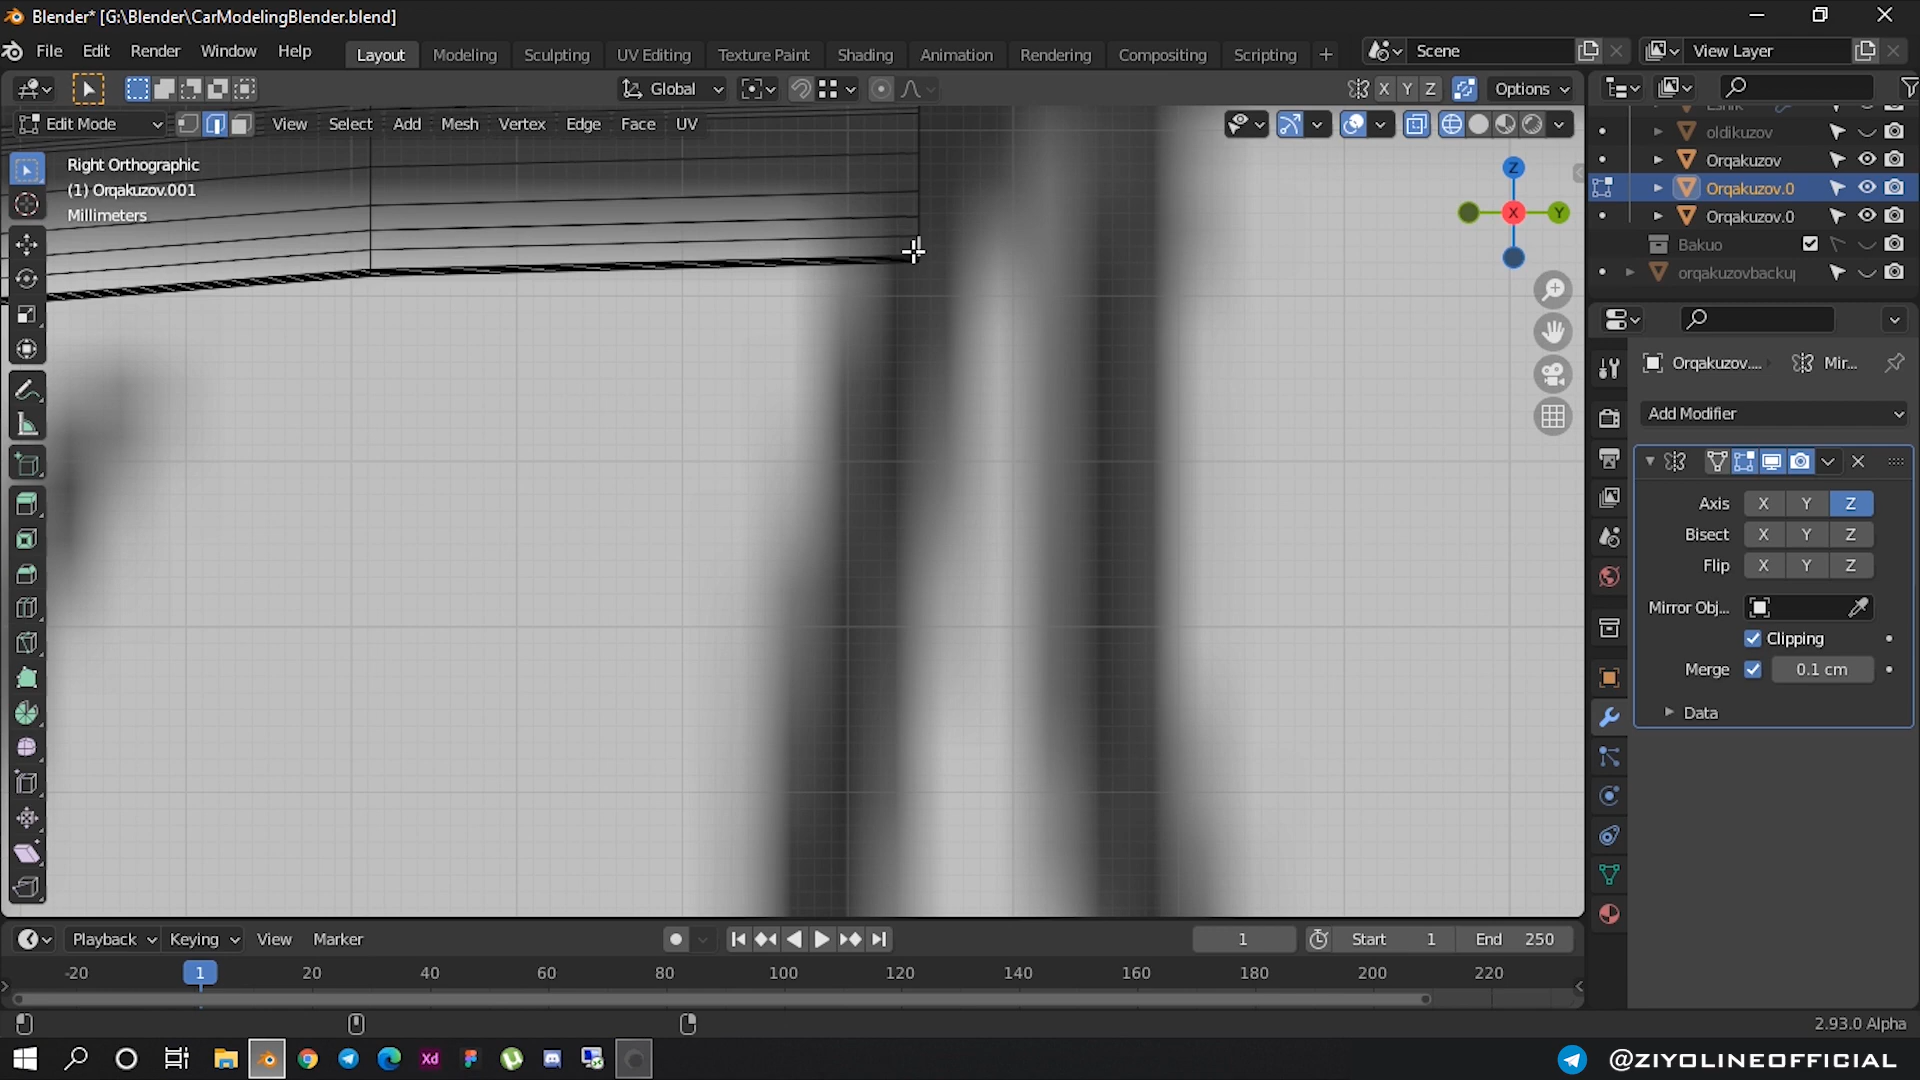 Blender* [G:\Blender\CarModelingBlender.blend]
File Edit Render Window Help Layout Modeling Sculpting UV Editing Texture Paint Shading Animation Rendering Compositing Scripting + Scene View Layer
Global X Y Z Options
Edit Mode View Select Add Mesh Vertex Edge Face UV
Right Orthographic
(1) Orqakuzov.001
Millimeters
Z
X
Y
oldikuzov
Orqakuzov
Orqakuzov.0
Orqakuzov.0
Bakuo
orqakuzovbackup
Orqakuzov.... Mir...
Add Modifier
Axis X Y Z
Bisect X Y Z
Flip X Y Z
Mirror Obj...
Clipping
Merge 0.1 cm
Data
Playback Keying View Marker 1 Start 1 End 250
-20 1 20 40 60 80 100 120 140 160 180 200 220
2.93.0 Alpha
Xd
@ZIYOLINEOFFICIAL